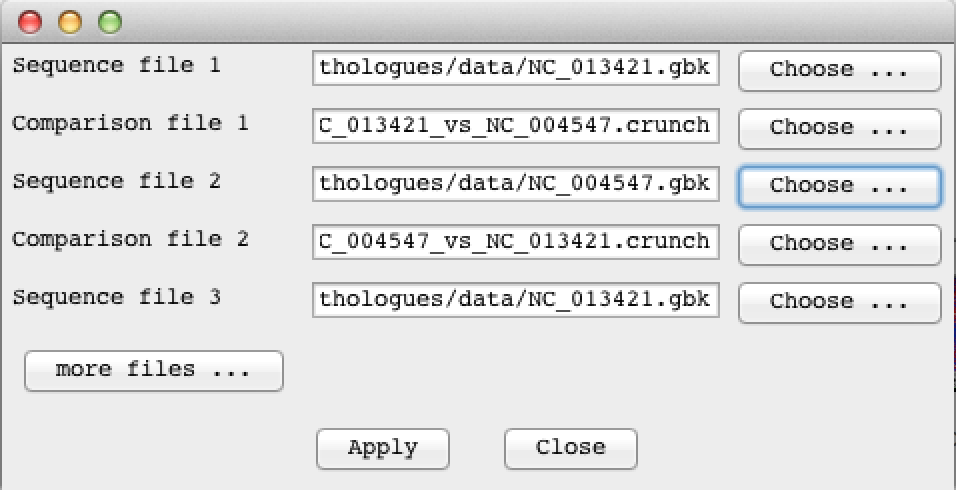 Sequence file 1 thologues/data/NC_013421.gbk Choose ...
Comparison file 1 C_013421_vs_NC_004547.crunch Choose ...
Sequence file 2 thologues/data/NC_004547.gbk Choose ...
Comparison file 2 C_004547_vs_NC_013421.crunch Choose ...
Sequence file 3 thologues/data/NC_013421.gbk Choose ...
more files ...
Apply Close